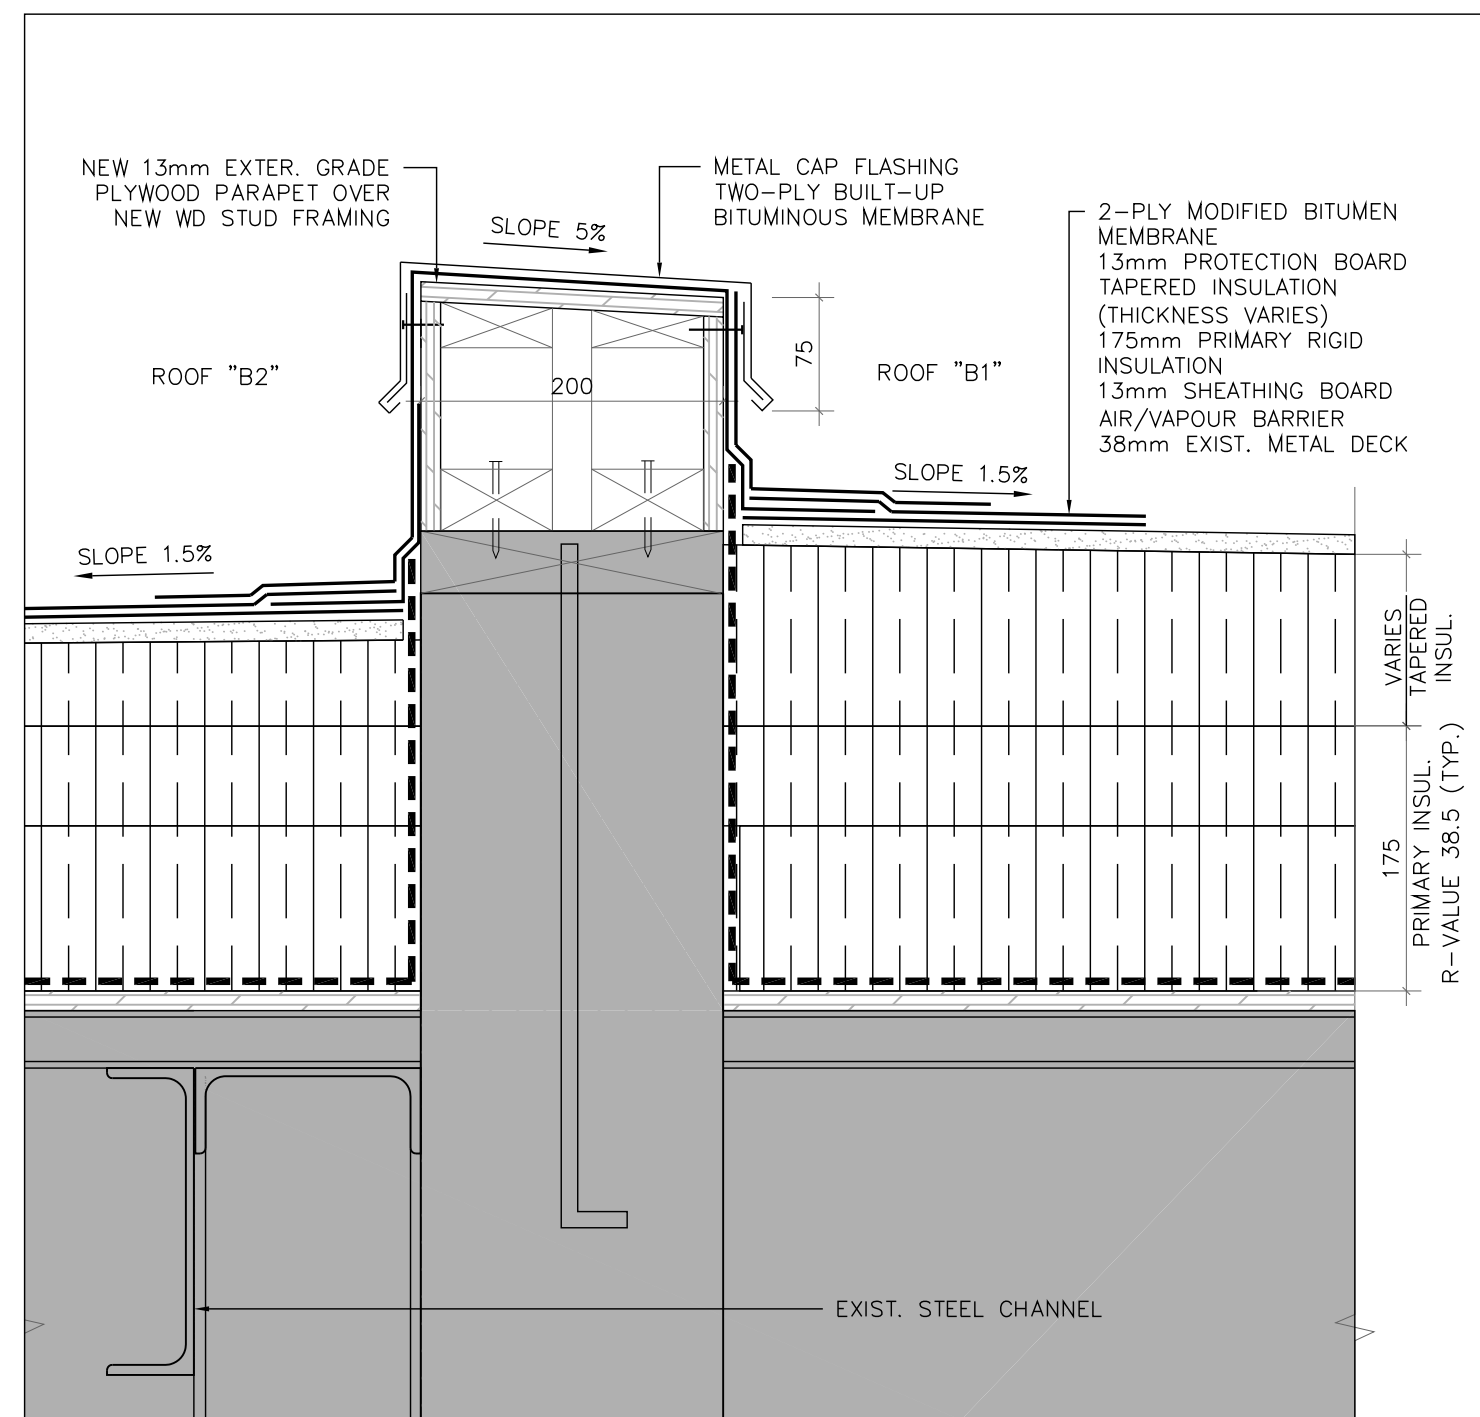 NEW 13mm EXTER. GRADE
PLYWOOD PARAPET OVER
NEW WD STUD FRAMING
METAL CAP FLASHING
TWO-PLY BUILT-UP
BITUMINOUS MEMBRANE
2-PLY MODIFIED BITUMEN
MEMBRANE
13mm PROTECTION BOARD
TAPERED INSULATION
(THICKNESS VARIES)
175mm PRIMARY RIGID
INSULATION
13mm SHEATHING BOARD
AIR/VAPOUR BARRIER
38mm EXIST. METAL DECK
SLOPE 5%
75
ROOF "B2"
200
ROOF "B1"
SLOPE 1.5%
SLOPE 1.5%
VARIES
TAPERED
INSUL.
175
PRIMARY INSUL.
R-VALUE 38.5 (TYP.)
EXIST. STEEL CHANNEL